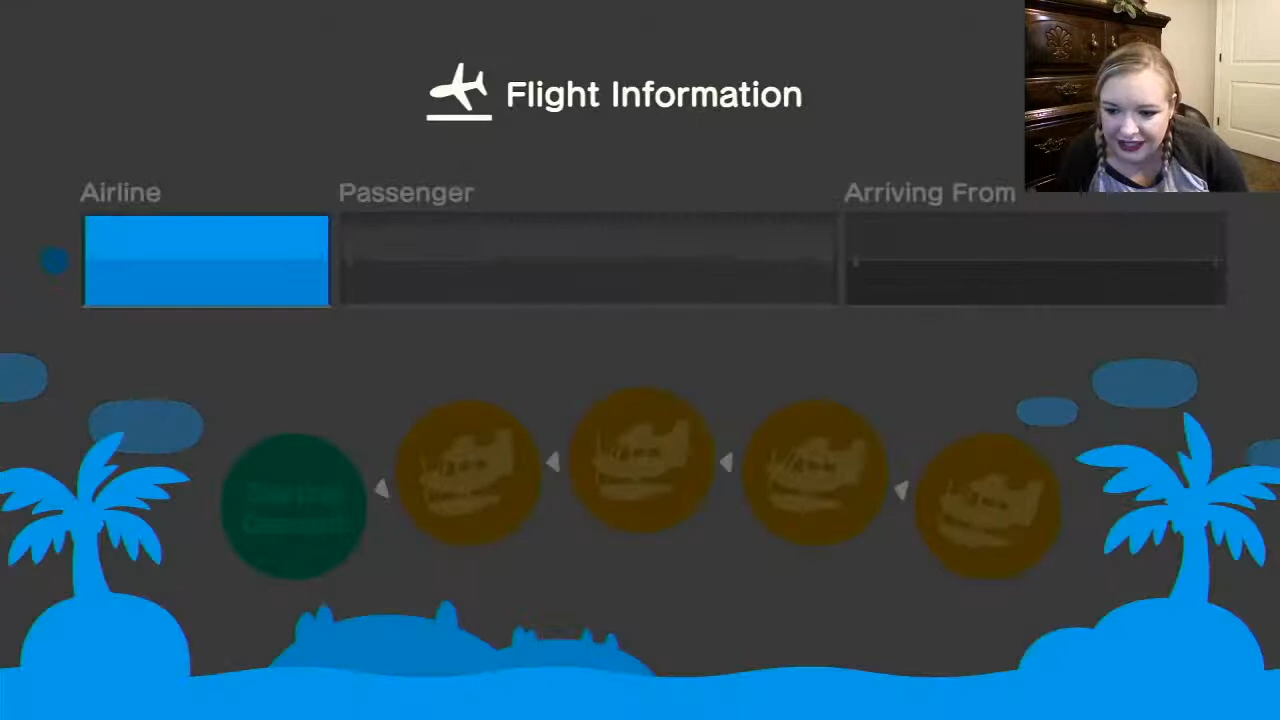 Flight Information
Airline
Passenger
Arriving From